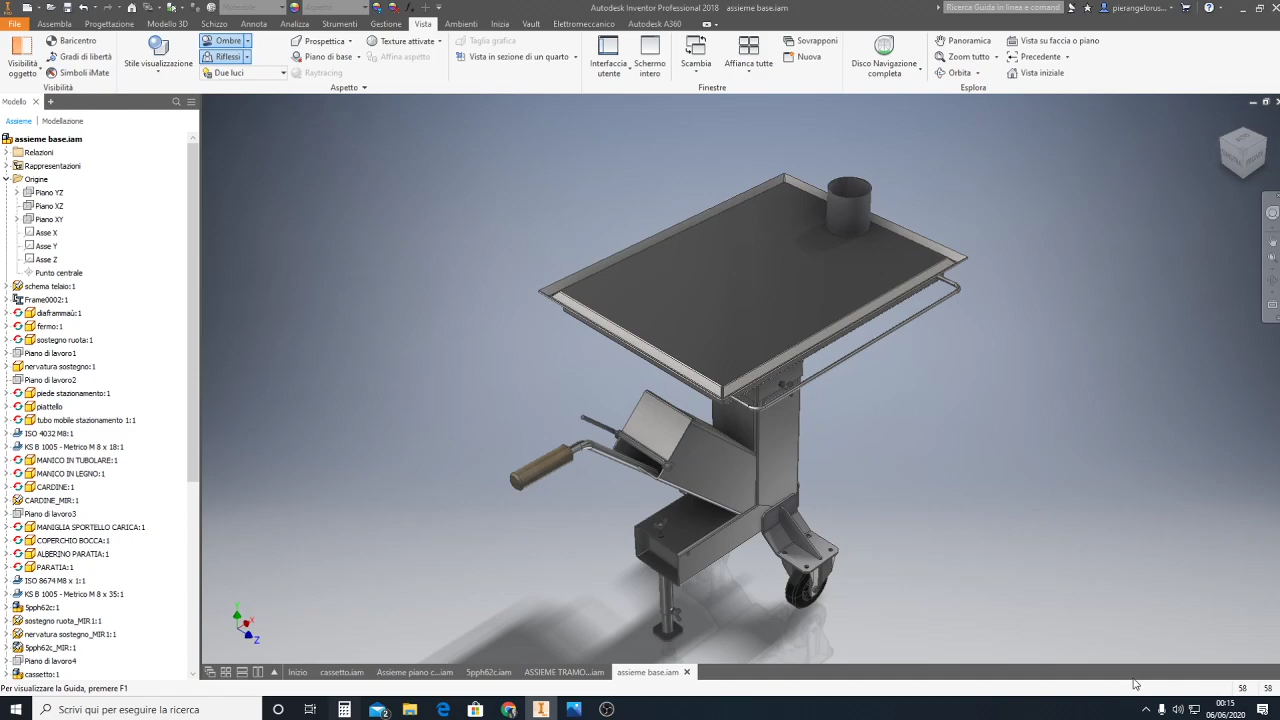 Materiale
Aspetto
Autodesk Inventor Professional 2018   assieme base.iam
Ricerca Guida in linea e comand
pierangelorus...
File
Assieme
Progettazione
Modello 3D
Schizzo
Annota
Analizza
Strumenti
Gestione
Vista
Ambienti
Inizia
Vault
Elettromeccanico
Autodesk A360
Visibilità oggetto
Baricentro
Gradi di libertà
Simboli iMate
Visibilità
Stile visualizzazione
Ombre
Riflessi
Due luci
Prospettica
Piano di base
Raytracing
Texture attivate
Affina aspetto
Aspetto
Taglia grafica
Vista in sezione di un quarto
Interfaccia utente
Schermo intero
Scambia
Affianca tutte
Sovrapponi
Nuova
Finestre
Disco Navigazione completa
Panoramica
Zoom tutto
Orbita
Vista su faccia o piano
Precedente
Vista iniziale
Esplora
Modello
Assieme
Modellazione
assieme base.iam
Relazioni
Rappresentazioni
Origine
Piano YZ
Piano XZ
Piano XY
Asse X
Asse Y
Asse Z
Punto centrale
schema telaio:1
Frame0002:1
diaframmaù:1
fermo:1
sostegno ruota:1
Piano di lavoro1
nervatura sostegno:1
Piano di lavoro2
piede stazionamento:1
piattello
tubo mobile stazionamento 1:1
ISO 4032 M8:1
KS B 1005 - Metrico M 8 x 18:1
MANICO IN TUBOLARE:1
MANICO IN LEGNO:1
CARDINE:1
CARDINE_MIR:1
Piano di lavoro3
MANIGLIA SPORTELLO CARICA:1
COPERCHIO BOCCA:1
ALBERINO PARATIA:1
PARATIA:1
ISO 8674 M8 x 1:1
KS B 1005 - Metrico M 8 x 35:1
5pph62c:1
sostegno ruota_MIR1:1
nervatura sostegno_MIR1:1
5pph62c_MIR:1
Piano di lavoro4
cassetto:1
Y
X
Z
Inizio
cassetto.iam
Assieme piano c...iam
5pph62c.iam
ASSIEME TRAMO...iam
assieme base.iam
Per visualizzare la Guida, premere F1
58
58
Scrivi qui per eseguire la ricerca
2
00:15
06/06/2020